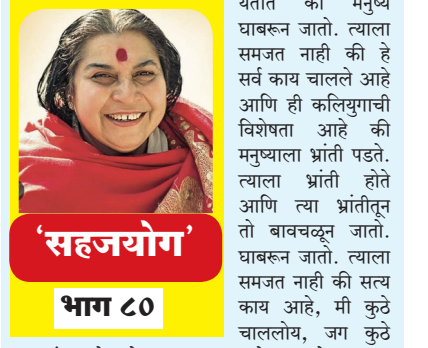 ‘सहजयोग’
भाग ८०
येतात की मनुष्य
घाबरून जातो. त्याला
समजत नाही की हे
सर्व काय चालले आहे
आणि ही कलियुगाची
विशेषता आहे की
मनुष्याला भ्रांती पडते.
त्याला भ्रांती होते
आणि त्या भ्रांतीतून
तो बावचळून जातो.
घाबरून जातो. त्याला
समजत नाही की सत्य
काय आहे, मी कुठे
चाललोय, जग कुठे